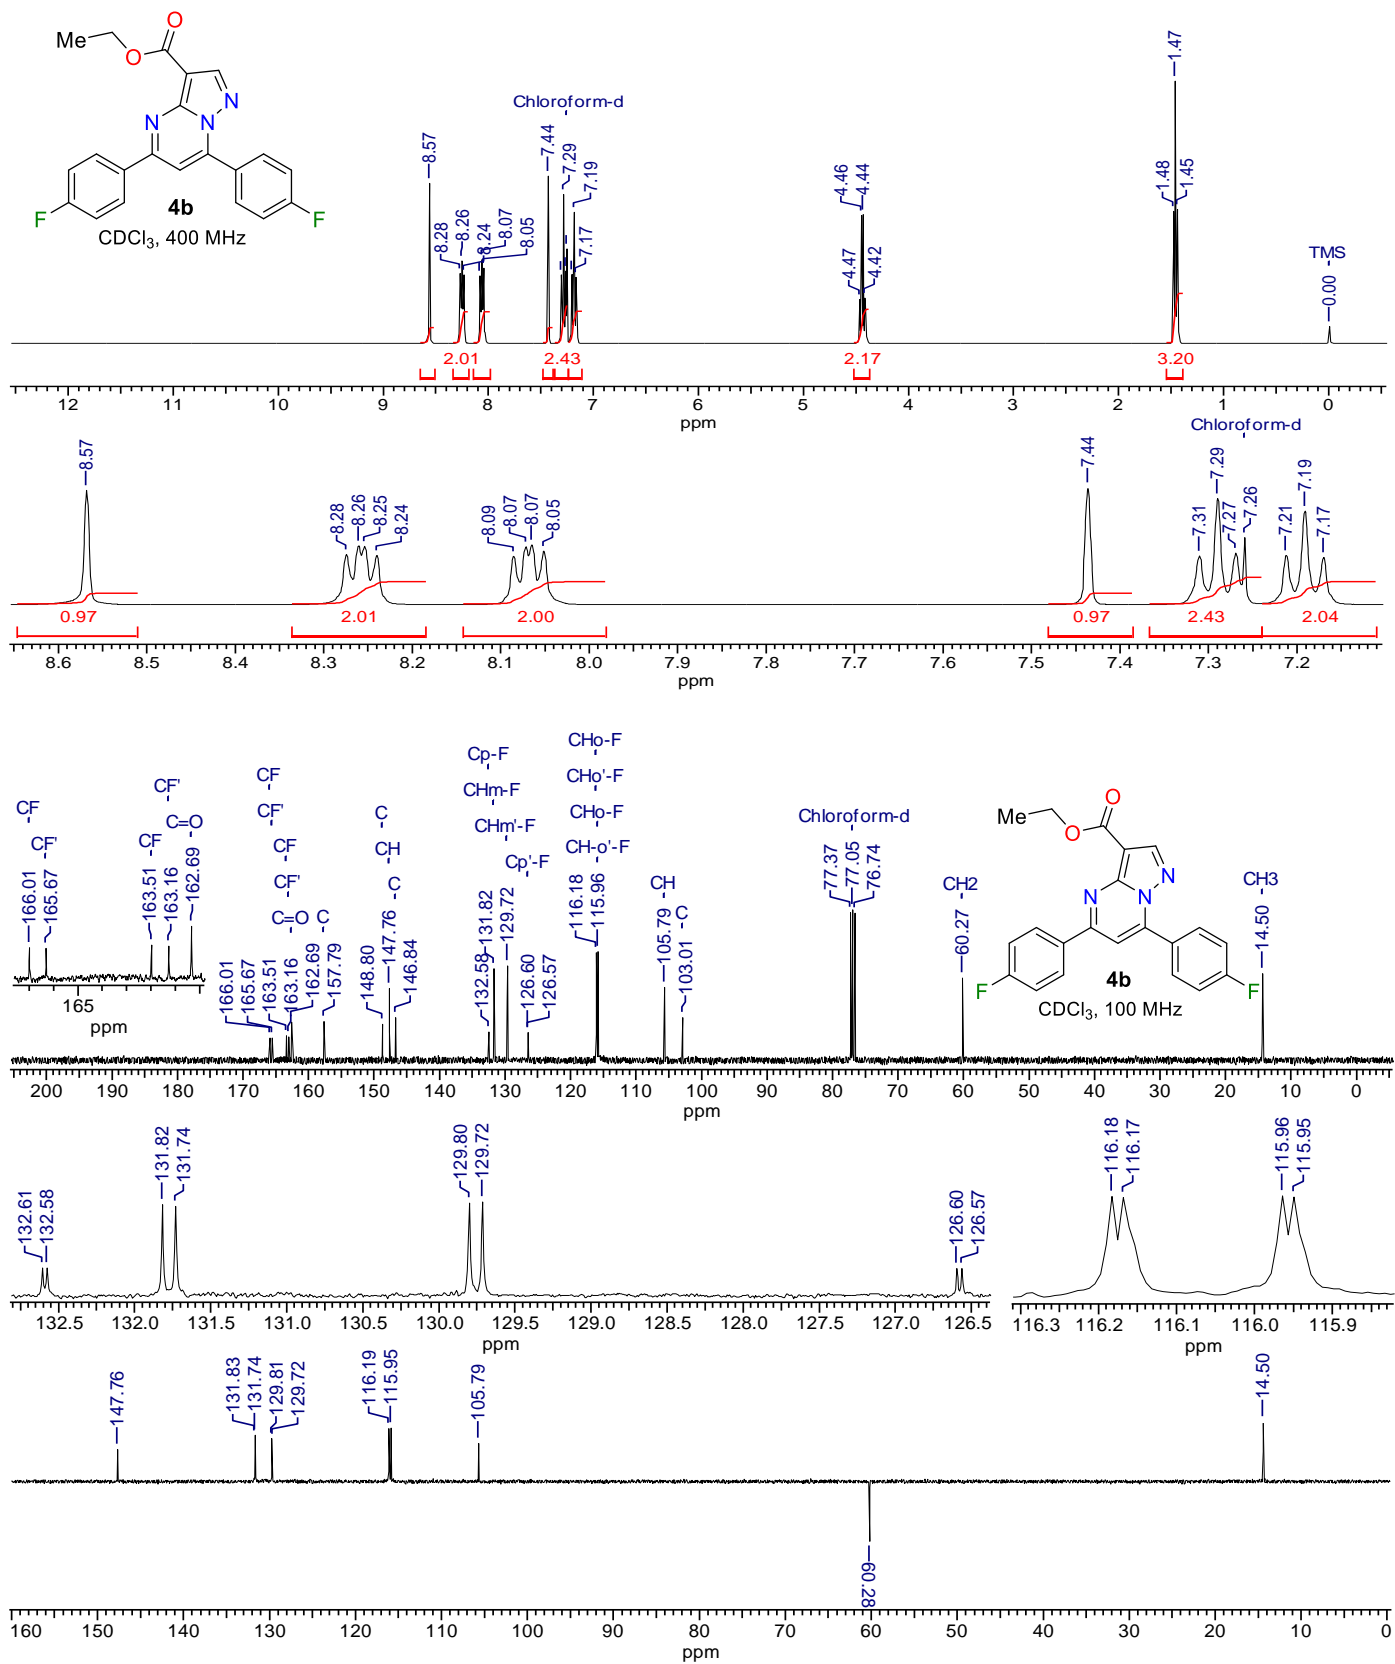 O
Me
O
N
N
N
F
F
4b
CDCl3, 400 MHz
Chloroform-d
TMS
8.57
8.28
8.26
8.24
8.07
8.05
7.44
7.29
7.19
7.17
4.47
4.46
4.44
4.42
1.48
1.47
1.45
0.00
2.01
2.43
2.17
3.20
12 11 10 9 8 7 6 5 4 3 2 1 0
ppm
Chloroform-d
8.57
8.28
8.26
8.25
8.24
8.09
8.07
8.07
8.05
7.44
7.31
7.29
7.27
7.26
7.21
7.19
7.17
0.97
2.01
2.00
0.97
2.43
2.04
8.6 8.5 8.4 8.3 8.2 8.1 8.0 7.9 7.8 7.7 7.6 7.5 7.4 7.3 7.2
ppm
CF
CF'
CF
CF'
C=O
166.01
165.67
163.51
163.16
162.69
165
ppm
CF
CF'
CF
CF'
C=O
C
C
CH
C
Cp-F
CHm-F
CHm'-F
Cp'-F
CHo-F
CHo'-F
CHo-F
CH-o'-F
CH
C
Chloroform-d
CH2
CH3
166.01
165.67
163.51
163.16
162.69
157.79
148.80
147.76
146.84
132.58
131.82
129.72
126.60
126.57
116.18
115.96
105.79
103.01
77.37
77.05
76.74
60.27
14.50
O
Me
O
N
N
N
F
F
4b
CDCl3, 100 MHz
200 190 180 170 160 150 140 130 120 110 100 90 80 70 60 50 40 30 20 10 0
ppm
132.61
132.58
131.82
131.74
129.80
129.72
126.60
126.57
132.5 132.0 131.5 131.0 130.5 130.0 129.5 129.0 128.5 128.0 127.5 127.0 126.5
ppm
116.18
116.17
115.96
115.95
116.3 116.2 116.1 116.0 115.9
ppm
147.76
131.83
131.74
129.81
129.72
116.19
115.95
105.79
60.28
14.50
160 150 140 130 120 110 100 90 80 70 60 50 40 30 20 10 0
ppm